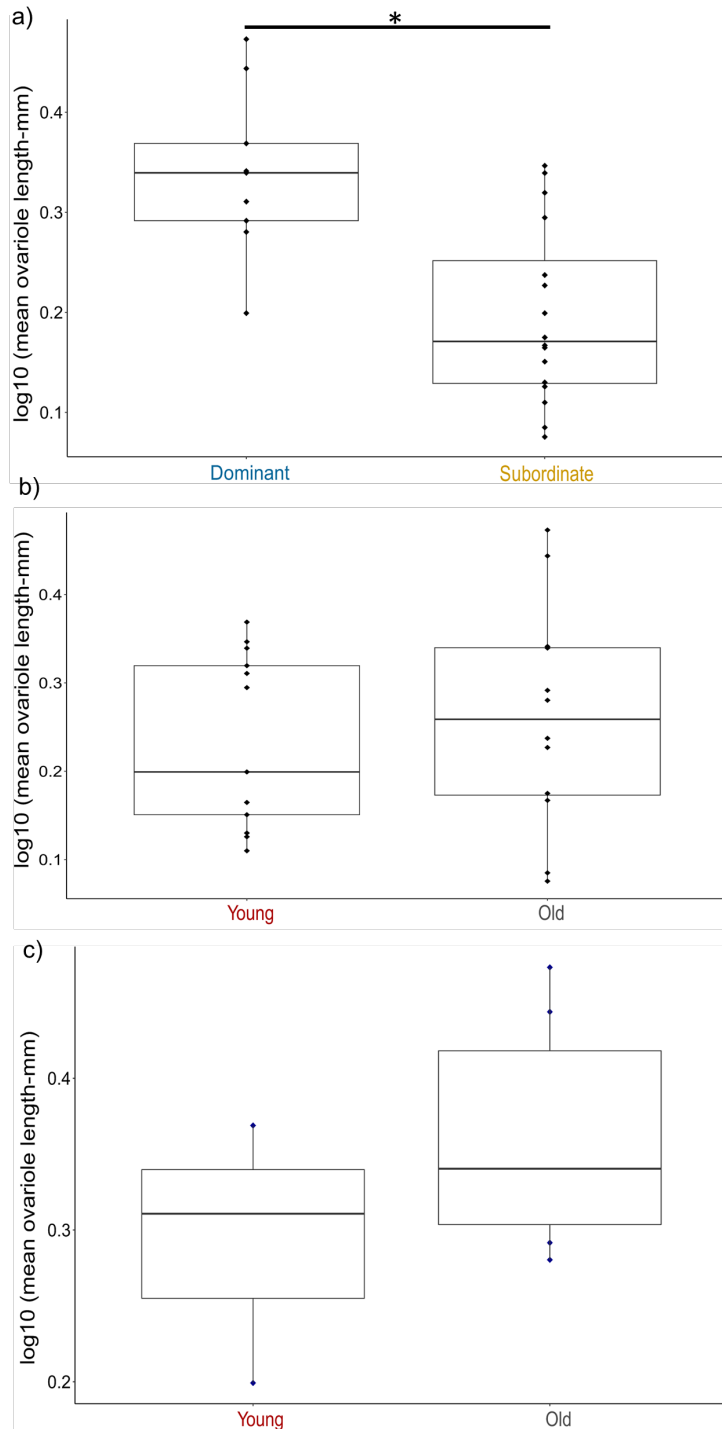 a)
*
log10 (mean ovariole length-mm)
0.4
0.3
0.2
0.1
Dominant Subordinate
b)
log10 (mean ovariole length-mm)
0.4
0.3
0.2
0.1
Young Old
c)
log10 (mean ovariole length-mm)
0.4
0.3
0.2
Young Old